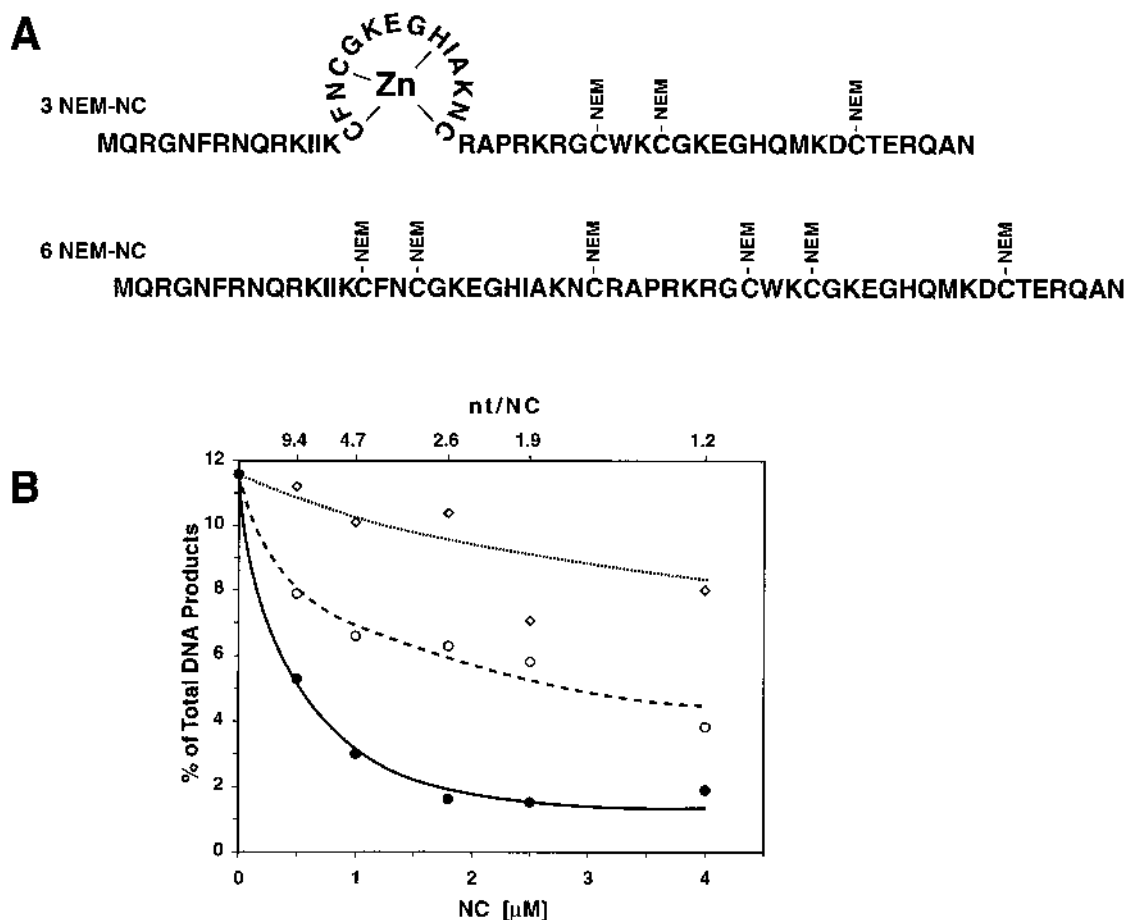 A
3 NEM-NC
CFNCGKEGHIAKNC
Zn
NEM NEM NEM
MQRGNFRNQRKIIK RAPRKRGCWKCGKEGHQMKDCTERQAN
6 NEM-NC
NEM NEM NEM NEM NEM NEM
MQRGNFRNQRKIIKCFNCGKEGHIAKNCRAPRKRGCWKCGKEGHQMKDCTERQAN
B
nt/NC
9.4 4.7 2.6 1.9 1.2
% of Total DNA Products
12
10
8
6
4
2
0
0 1 2 3 4
NC [µM]